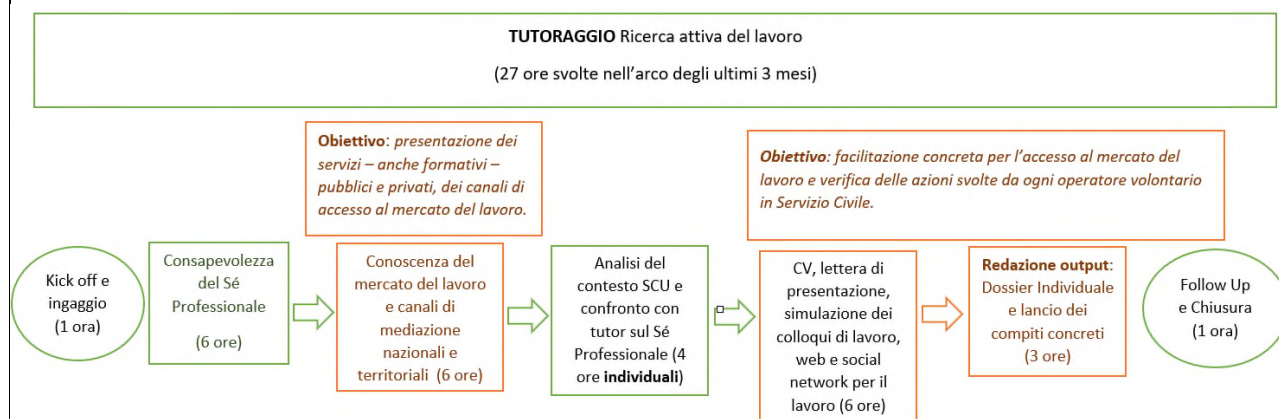 TUTORAGGIO Ricerca attiva del lavoro
(27 ore svolte nell’arco degli ultimi 3 mesi)
Obiettivo: presentazione dei
servizi – anche formativi –
pubblici e privati, dei canali di
accesso al mercato del lavoro.
Obiettivo: facilitazione concreta per l’accesso al mercato del
lavoro e verifica delle azioni svolte da ogni operatore volontario
in Servizio Civile.
Kick off e
ingaggio
(1 ora)
Consapevolezza
del Sé
Professionale
(6 ore)
Conoscenza del
mercato del lavoro
e canali di
mediazione
nazionali e
territoriali (6 ore)
Analisi del
contesto SCU e
confronto con
tutor sul Sé
Professionale (4
ore individuali)
CV, lettera di
presentazione,
simulazione dei
colloqui di lavoro,
web e social
network per il
lavoro (6 ore)
Redazione output:
Dossier Individuale
e lancio dei
compiti concreti
(3 ore)
Follow Up
e Chiusura
(1 ora)